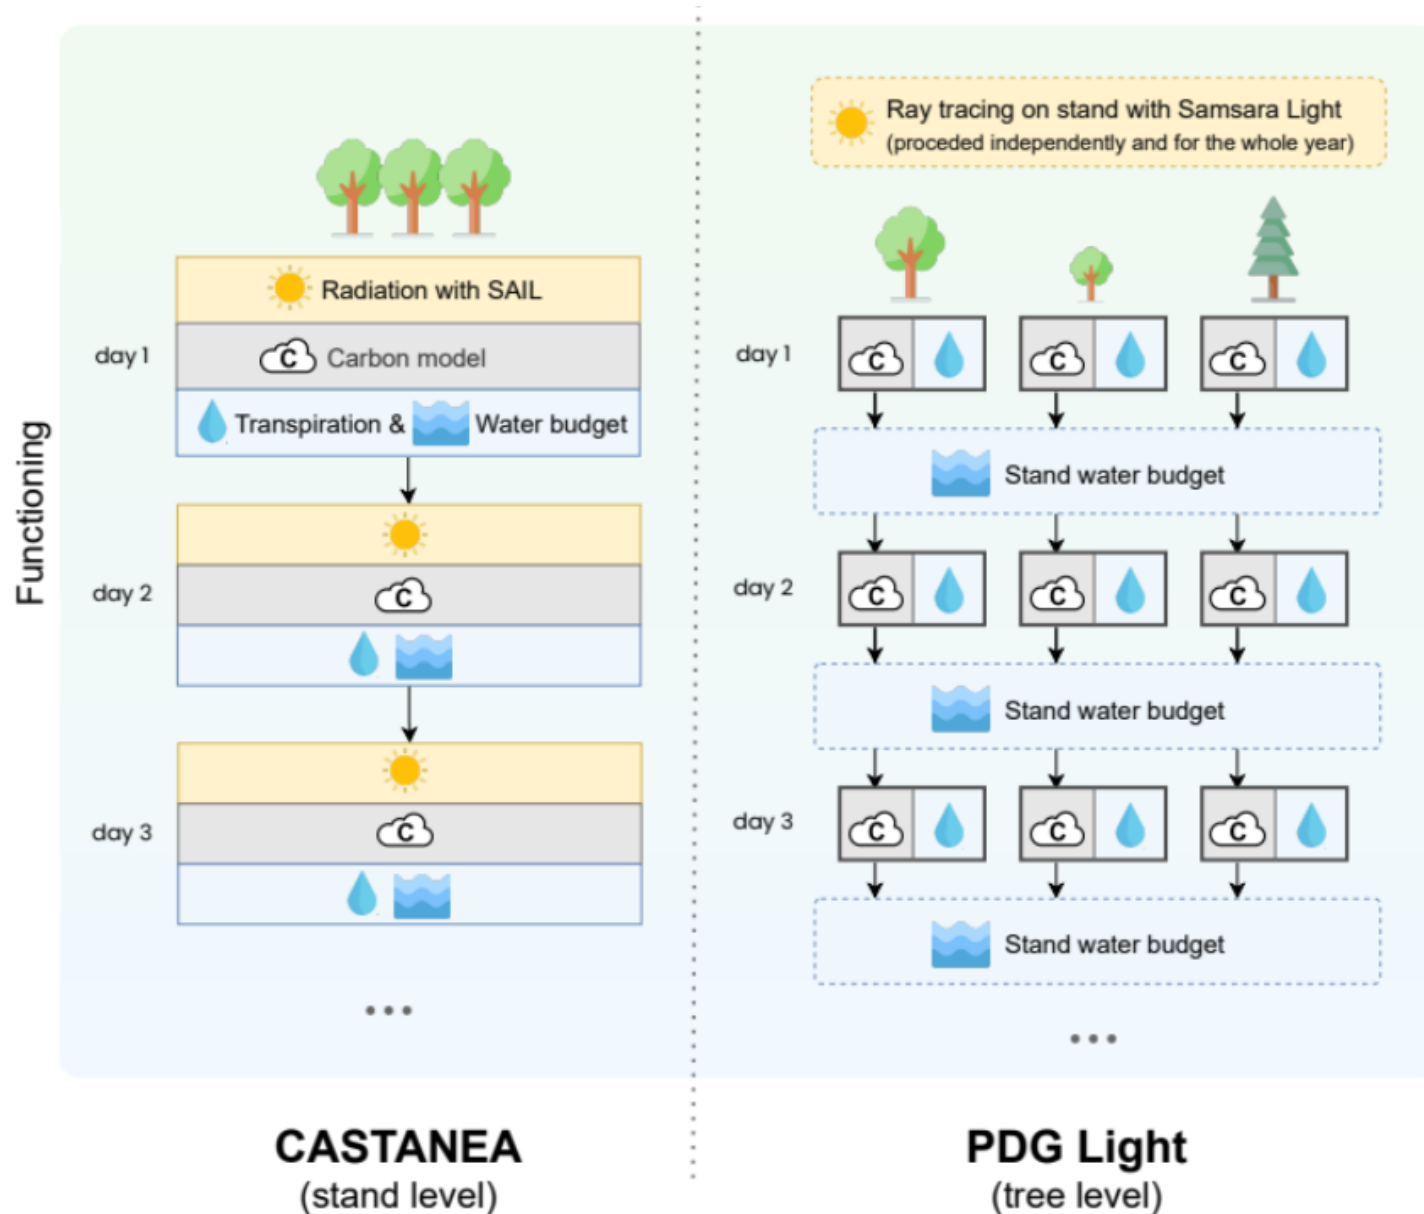 Functioning
Radiation with SAIL
day 1
C Carbon model
Transpiration & Water budget
day 2
C
day 3
C
...
CASTANEA
(stand level)
Ray tracing on stand with Samsara Light
(proceded independently and for the whole year)
day 1
C C C
Stand water budget
day 2
C C C
Stand water budget
day 3
C C C
Stand water budget
...
PDG Light
(tree level)